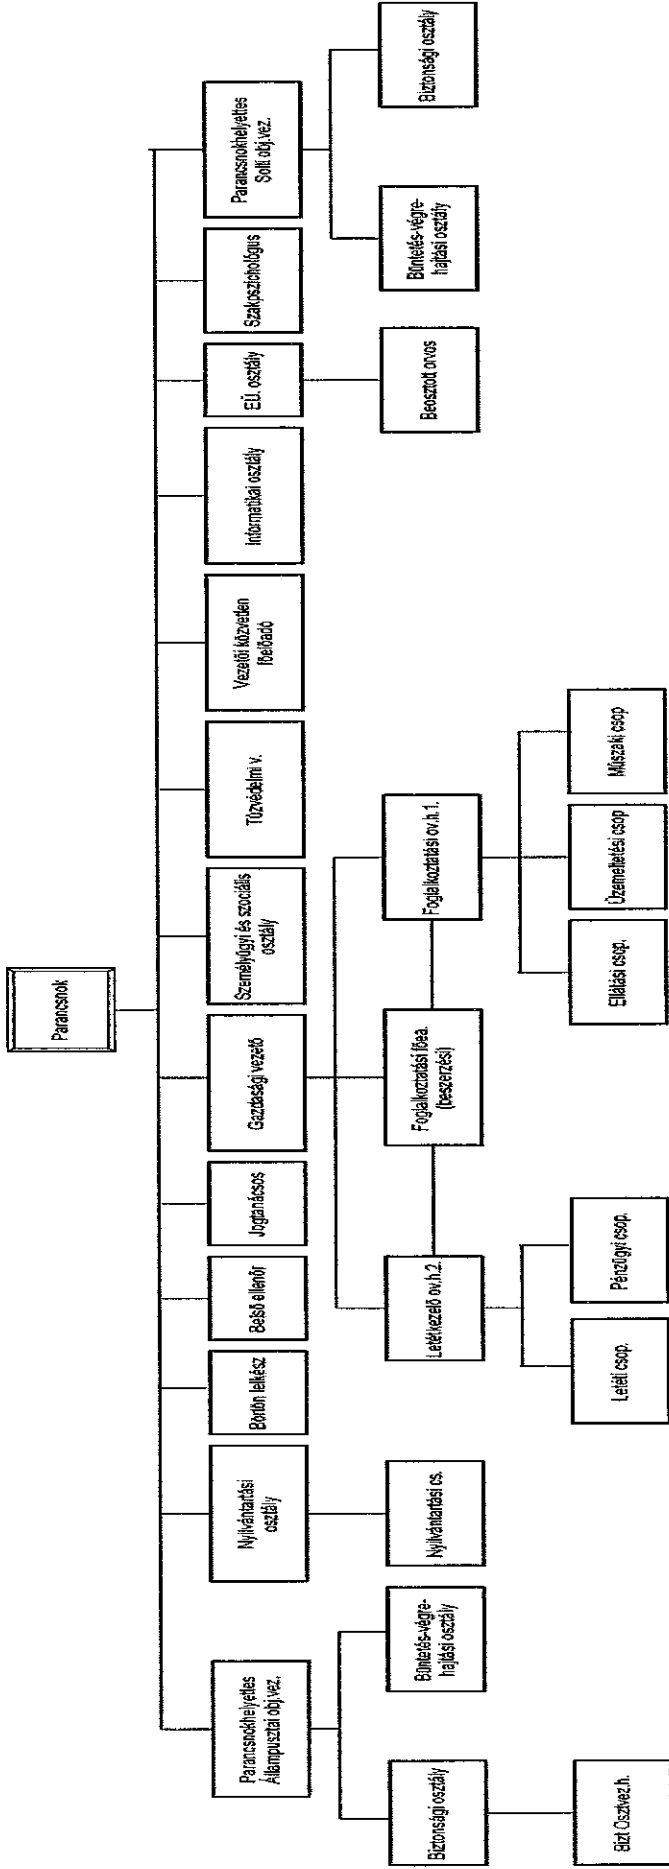 Parancsnok
Parancsnokhelyettes
Állampusztai obj.vez.
Nyilvántartási
osztály
Börtön lelkész
Belső ellenőr
Jogtanácsos
Gazdasági vezető
Személyügyi és szociális
osztály
Tűzvédelmi v.
Vezetői közvetlen
főelőadó
Informatikai osztály
EÜ. osztály
Szakpszichológus
Parancsnokhelyettes
Solti obj.vez.
Biztonsági osztály
Büntetés-végre-
hajtási osztály
Nyilvántartási cs.
Letétkezelő ov.h.2.
Foglalkoztatási főea.
(beszerzési)
Foglalkoztatási ov.h.1.
Beosztott orvos
Büntetés-végre-
hajtási osztály
Biztonsági osztály
Bizt Osztvez.h.
Letéti csop.
Pénzügyi csop.
Ellátási csop.
Üzemeltetési csop
Műszaki csop